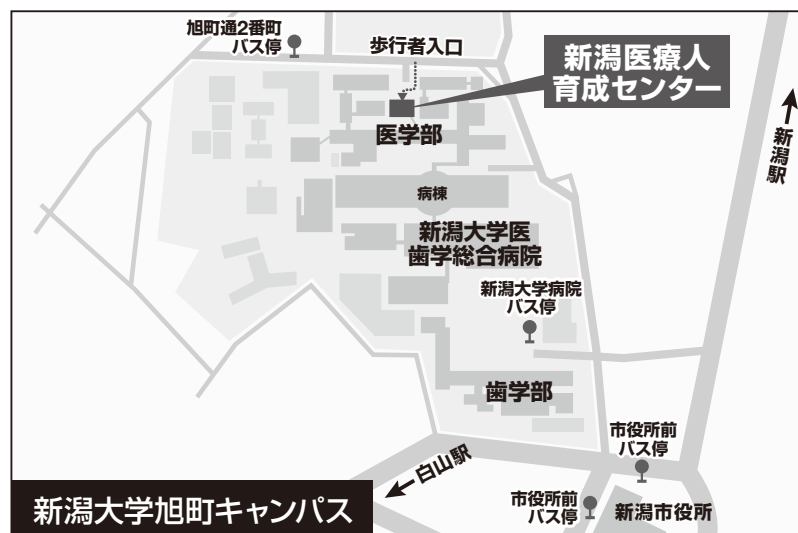 旭町通2番町
バス停
歩行者入口
新潟医療人
育成センター
新潟駅
医学部
病棟
新潟大学医
歯学総合病院
新潟大学病院
バス停
歯学部
市役所前
バス停
白山駅
市役所前
バス停
新潟市役所
新潟大学旭町キャンパス